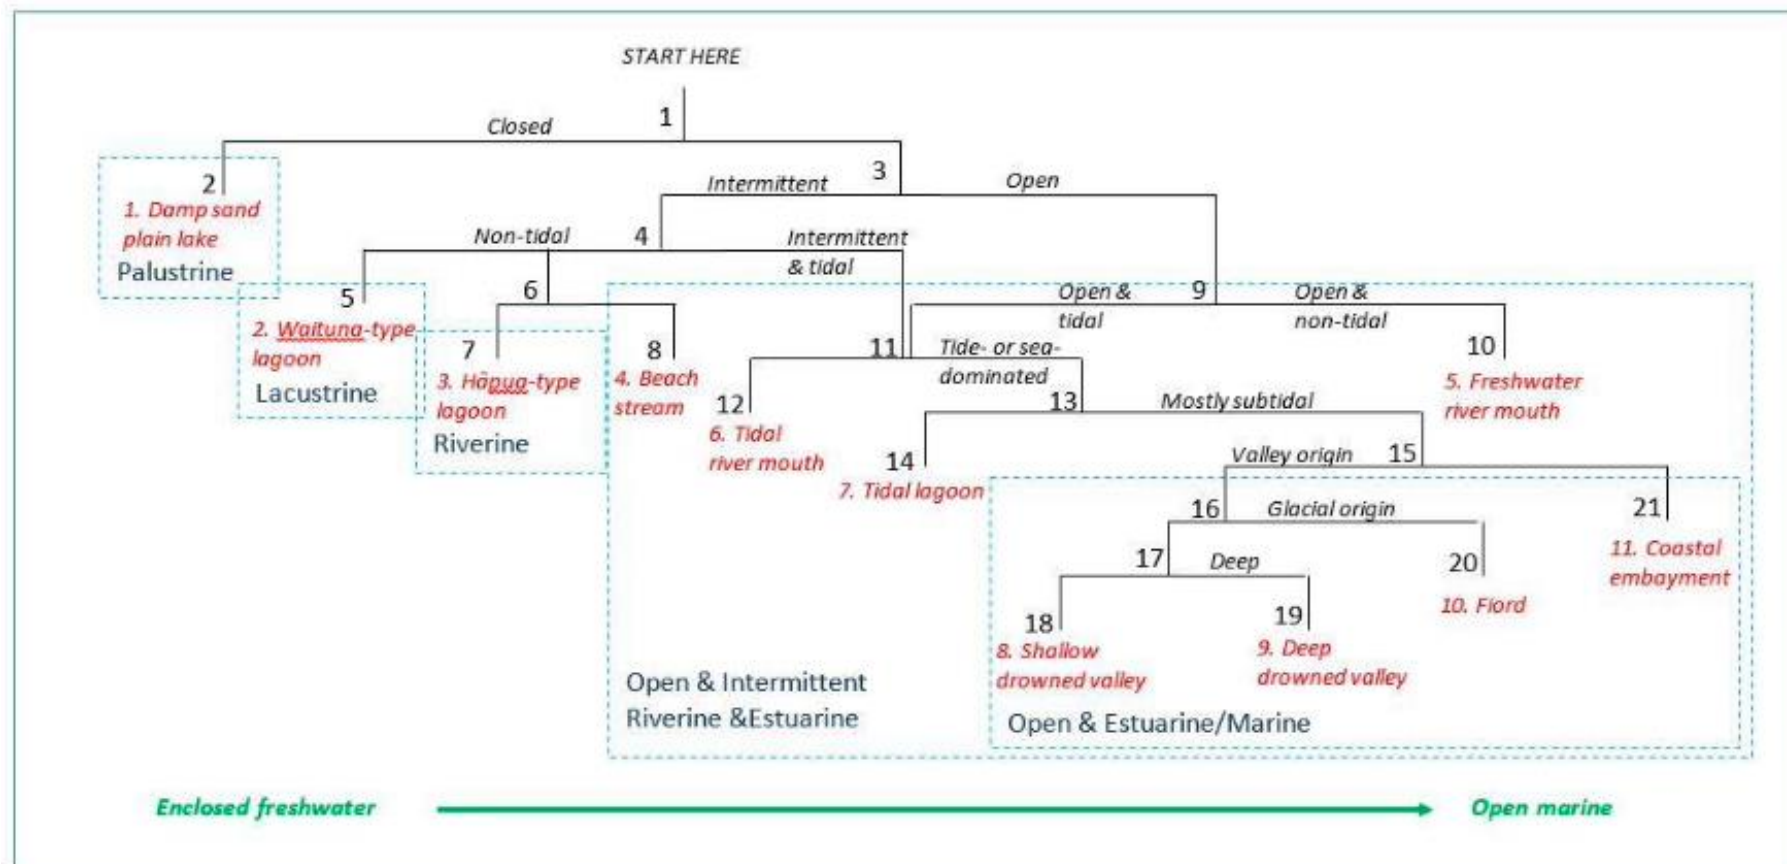 START HERE
1
Closed
3
2
Intermittent
Open
1. Damp sand
plain lake
Palustrine
Non-tidal
4
Intermittent
& tidal
5
6
Open &
tidal
9
Open &
non-tidal
2. Waituna-type
lagoon
Lacustrine
7
3. Hāpua-type
lagoon
Riverine
8
4. Beach
stream
11
Tide- or sea-
dominated
10
5. Freshwater
river mouth
12
6. Tidal
river mouth
13
Mostly subtidal
14
7. Tidal lagoon
Valley origin
15
16
Glacial origin
21
11. Coastal
embayment
17
Deep
20
10. Fiord
18
8. Shallow
drowned valley
19
9. Deep
drowned valley
Open & Intermittent
Riverine &Estuarine
Open & Estuarine/Marine
Enclosed freshwater
Open marine